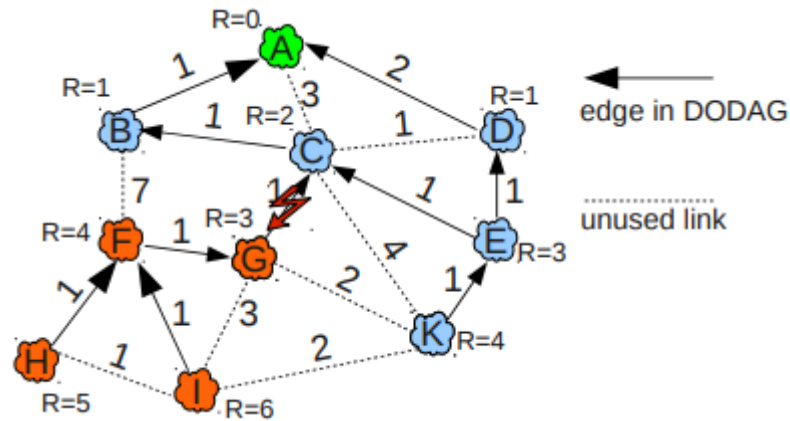 R=0
A
1
2
R=1
3
R=1
edge in DODAG
B
1
R=2
1
D
C
7
1
1
1
unused link
R=4
R=3
F
1
G
E
R=3
4
1
1
3
2
1
K
R=4
1
2
H
I
R=5
R=6